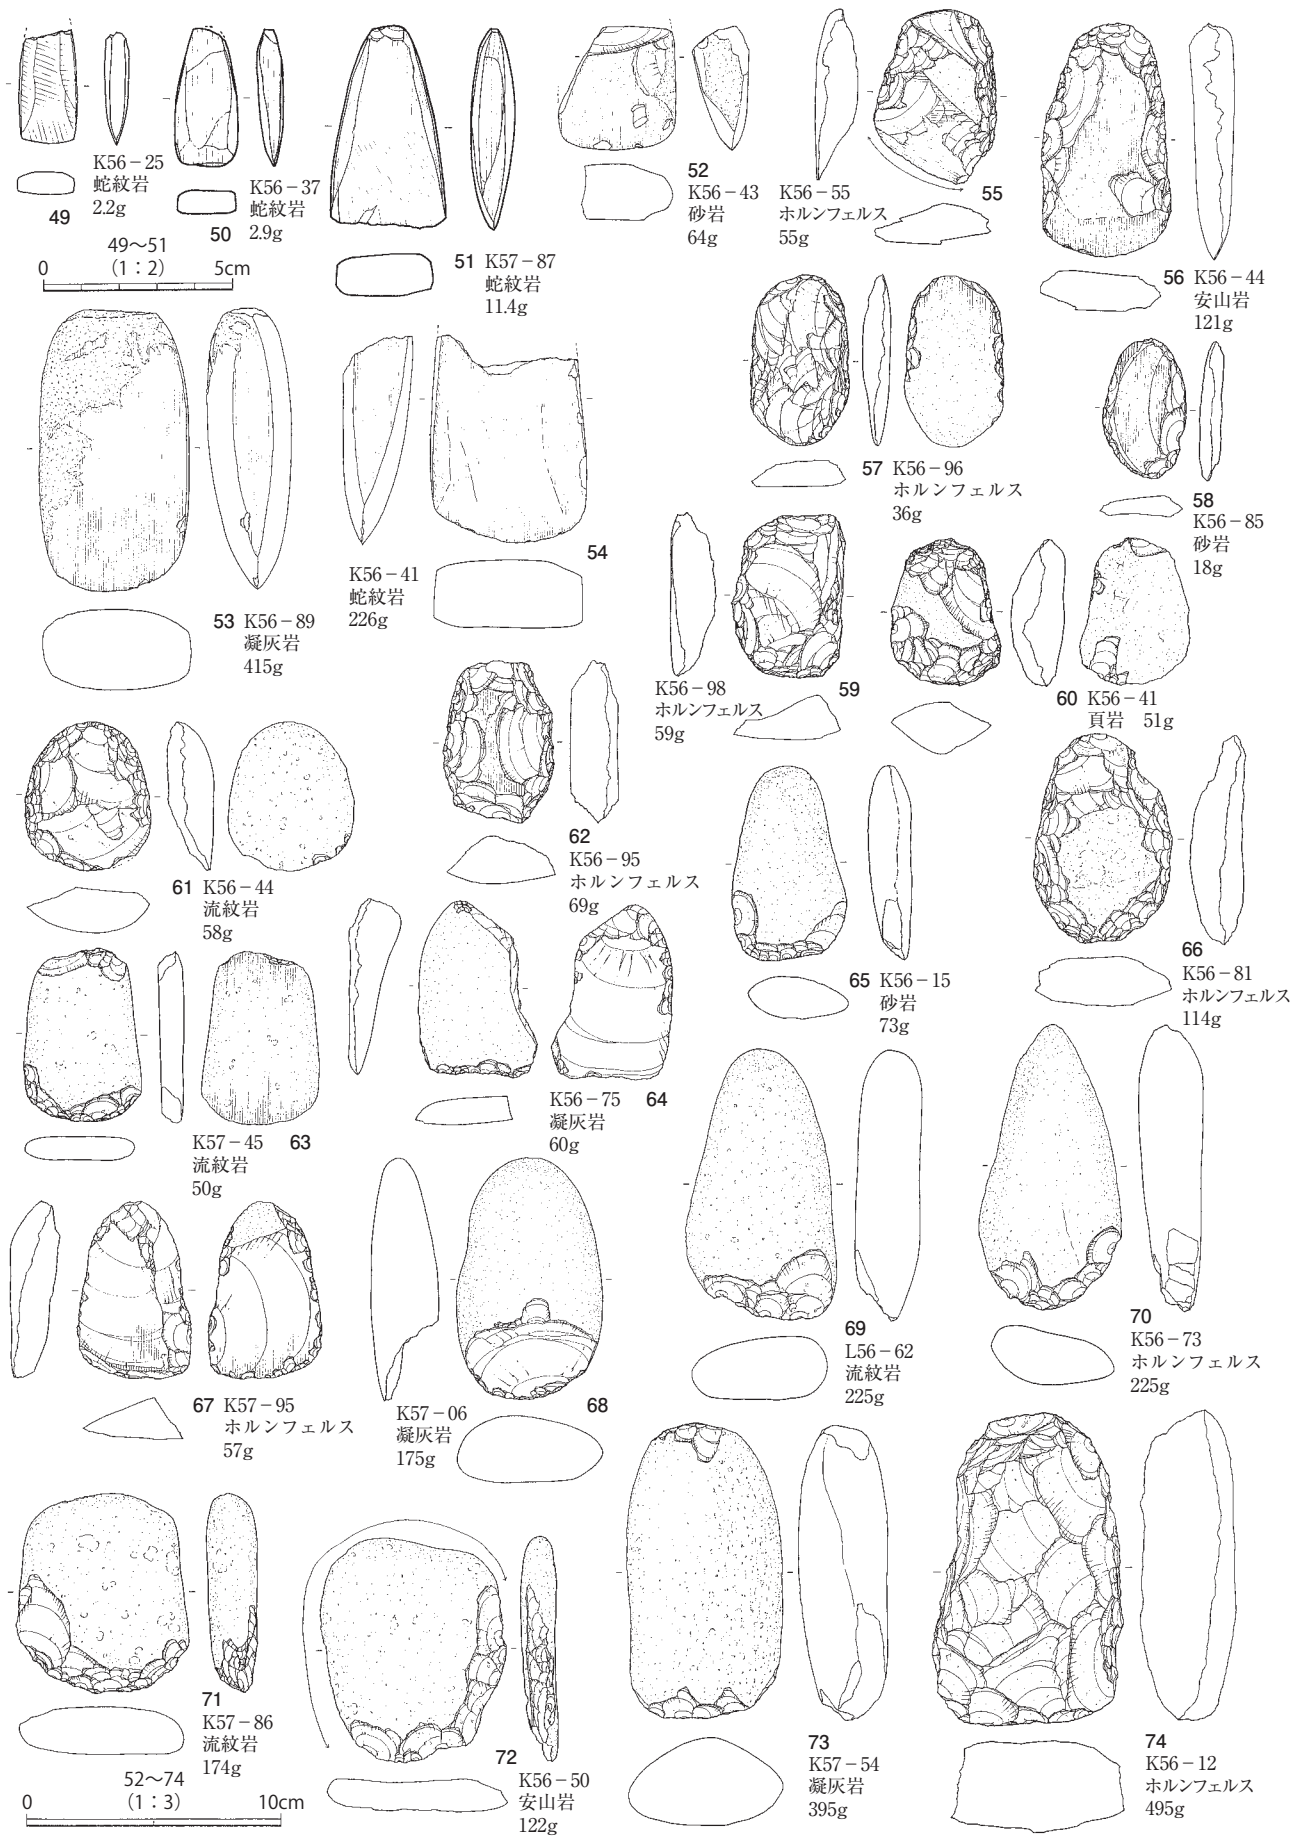 49
K56－25
蛇紋岩
2.2g
50
K56－37
蛇紋岩
2.9g
51 K57－87
蛇紋岩
11.4g
49～51
（1：2）
0 5cm
52
K56－43
砂岩
64g
K56－55
ホルンフェルス
55g
55
56 K56－44
安山岩
121g
57 K56－96
ホルンフェルス
36g
58
K56－85
砂岩
18g
53 K56－89
凝灰岩
415g
54
K56－41
蛇紋岩
226g
K56－98
ホルンフェルス
59g
59
60 K56－41
頁岩 51g
61 K56－44
流紋岩
58g
62
K56－95
ホルンフェルス
69g
65 K56－15
砂岩
73g
66
K56－81
ホルンフェルス
114g
K57－45 63
流紋岩
50g
K56－75 64
凝灰岩
60g
67 K57－95
ホルンフェルス
57g
K57－06
凝灰岩
175g
68
69
L56－62
流紋岩
225g
70
K56－73
ホルンフェルス
225g
71
K57－86
流紋岩
174g
72
K56－50
安山岩
122g
73
K57－54
凝灰岩
395g
74
K56－12
ホルンフェルス
495g
52～74
（1：3）
0 10cm